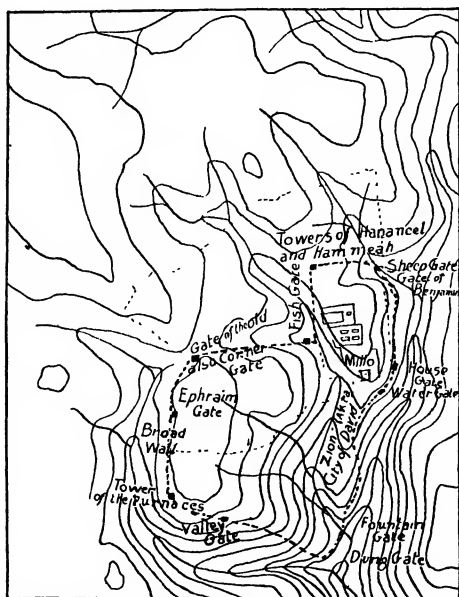 Towers of Hananeel
and Hammeah
Sheep Gate
Gate of
Benjamin
Fish Gate
Gate of the Old
also Corner
Gate
Millo
Horse
Gate
Water Gate
Ephraim
Gate
Zion / Akra
City of David
Broad
Wall
Tower
of the Furnaces
Valley
Gate
Fountain
Gate
Dung Gate